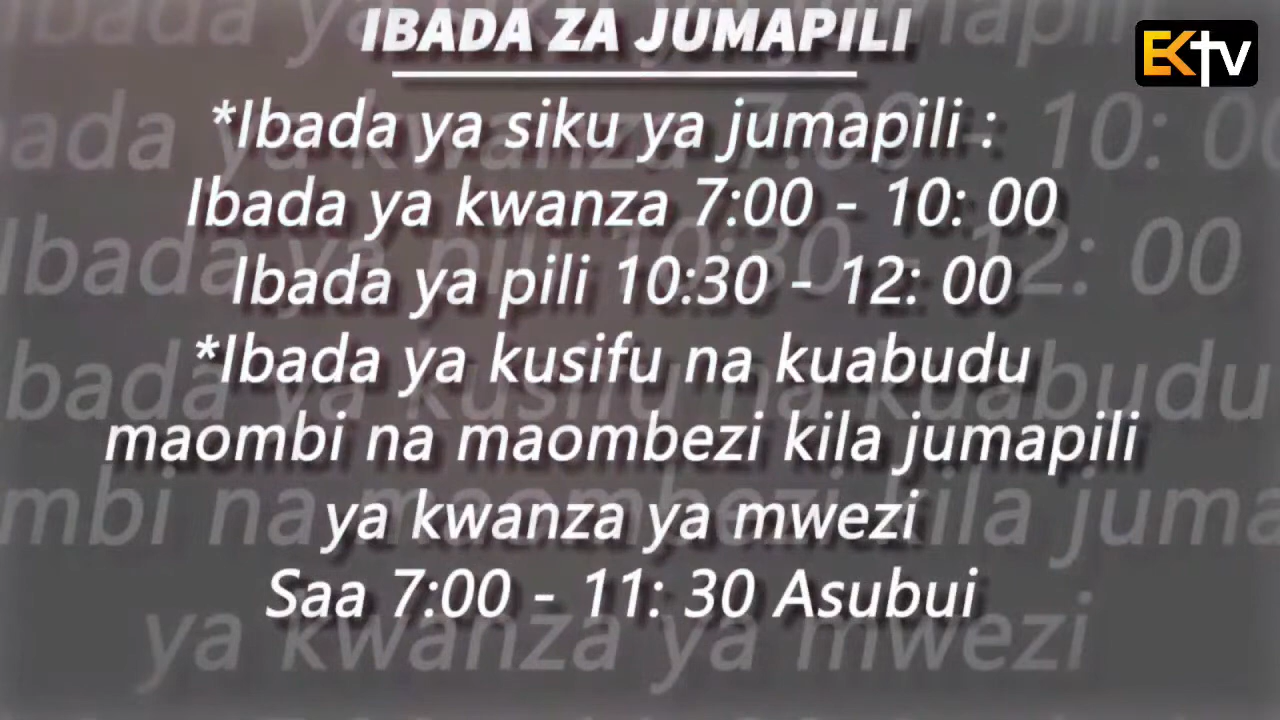 IBADA ZA JUMAPILI
EKTV
*Ibada ya siku ya jumapili :
Ibada ya kwanza 7:00 - 10: 00
Ibada ya pili 10:30 - 12: 00
*Ibada ya kusifu na kuabudu
maombi na maombezi kila jumapili
ya kwanza ya mwezi
Saa 7:00 - 11: 30 Asubui